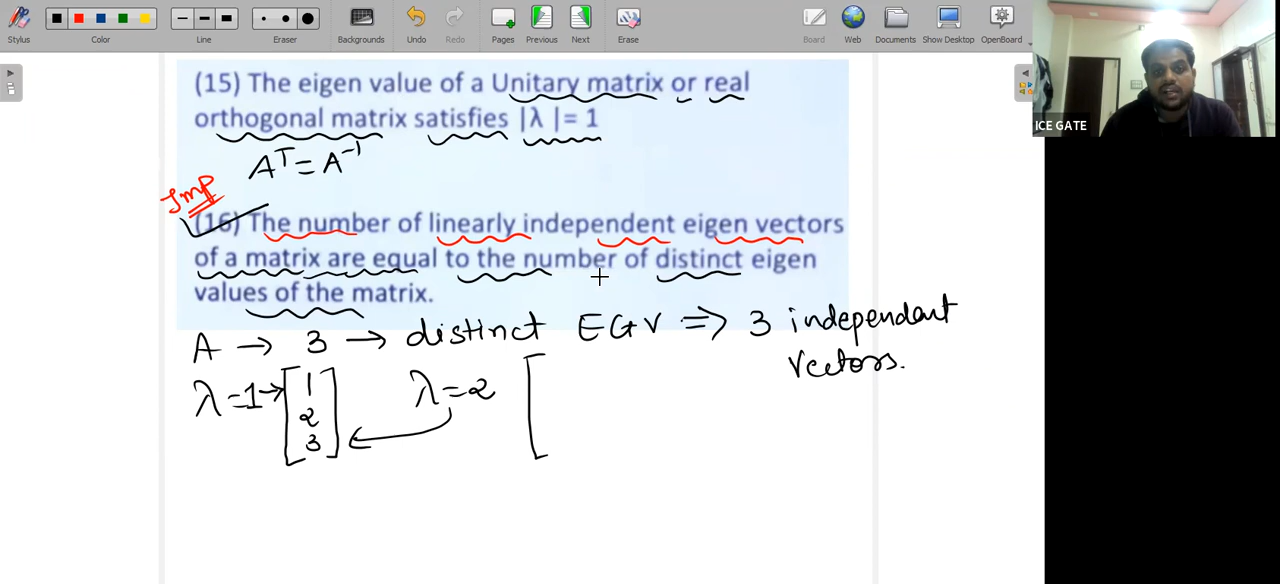 Stylus
Color
Line
Eraser
Backgrounds
Undo
Redo
Pages
Previous
Next
Erase
Board
Web
Documents
Show Desktop
OpenBoard
ICE GATE
(15) The eigen value of a Unitary matrix or real
orthogonal matrix satisfies |λ |= 1
Aᵀ = A⁻¹
Imp
(16) The number of linearly independent eigen vectors
of a matrix are equal to the number of distinct eigen
values of the matrix.
A → 3 → distinct EGV ⇒ 3 independent
vectors.
λ=1→ [1 λ=2 [
2
3]